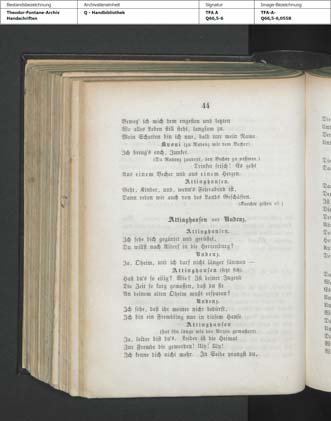 Bestandsbezeichnung
Archivalieneinheit
Signatur
Image-Bezeichnung
Theodor-Fontane-Archiv
Handschriften
Q - Handbibliothek
TFA A
Q66,5-6
TFA-A-
Q66,5-6,0558
44
Beweg' ich mich dem engesten und letzten
Wo alles Leben still steht, langsam zu.
Mein Schatten bin ich nur, bald nur mein Name.
Kuoni (zu Rudenz mit dem Becher)
Ich bring's euch, Junker.
(Da Rudenz zaudert, den Becher zu nehmen.)
Trinket frisch! Es geht
Aus einem Becher und aus einem Herzen.
Attinghausen.
Geht, Kinder, und, wenn's Feierabend ist,
Dann reden wir auch von des Lands Geschäften.
(Knechte gehen ab.)
Attinghausen und Rudenz.
Attinghausen.
Ich sehe dich gegürtet und gerüstet,
Du willst nach Altorf in die Herrenburg?
Rudenz.
Ja, Oheim, und ich darf nicht länger säumen —
Attinghausen (setzt sich).
Hast du's so eilig? Wie? Ist deiner Jugend
Die Zeit so karg gemessen, daß du sie
An deinem alten Oheim mußt ersparen?
Rudenz.
Ich sehe, daß ihr meiner nicht bedürft,
Ich bin ein Fremdling nur in diesem Hause.
Attinghausen
(hat ihn lange mit den Augen gemustert).
Ja, leider bist du's. Leider ist die Heimat
Zur Fremde dir geworden! Uly! Uly!
Ich kenne dich nicht mehr. In Seide prangst du,